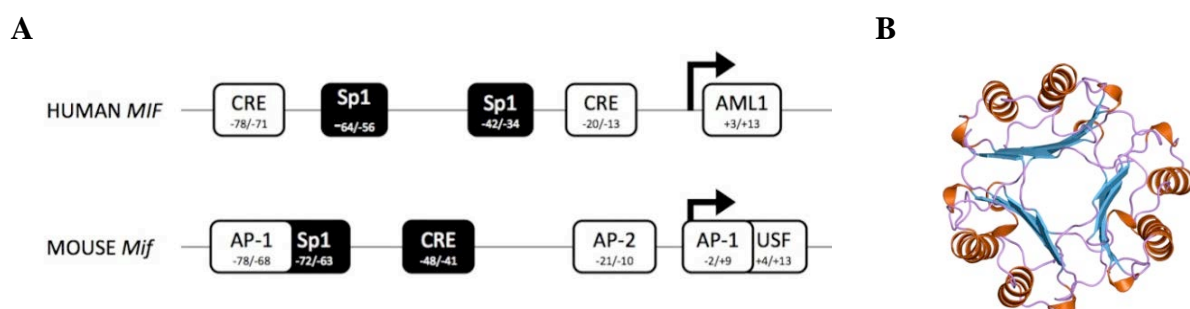 A
B
HUMAN MIF
CRE
-78/-71
Sp1
-64/-56
Sp1
-42/-34
CRE
-20/-13
AML1
+3/+13
MOUSE Mif
AP-1
-78/-68
Sp1
-72/-63
CRE
-48/-41
AP-2
-21/-10
AP-1
-2/+9
USF
+4/+13